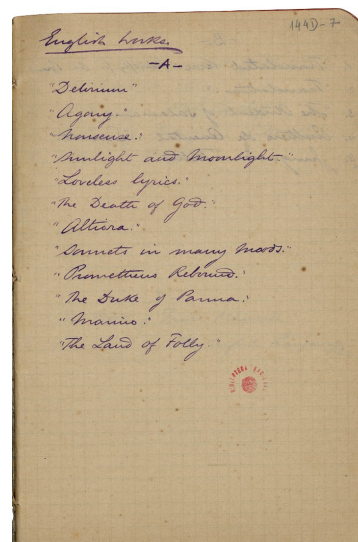 144D-7
English Works.
-A-
"Delirium"
"Agony."
"Nonsense."
"Sunlight and Moonlight."
"Loveless lyrics."
"The Death of God."
"Altiora."
"Sonnets in many Moods."
"Prometheus Rebound."
"The Duke of Parma."
"Marino."
"The Land of Folly."